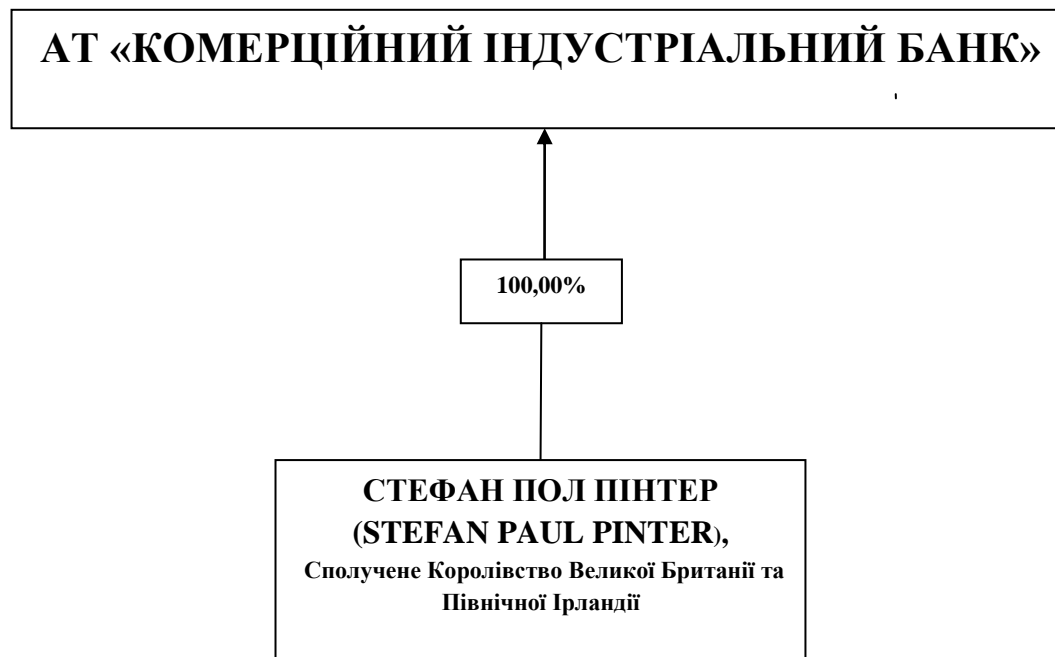 АТ «КОМЕРЦІЙНИЙ ІНДУСТРІАЛЬНИЙ БАНК»
100,00%
СТЕФАН ПОЛ ПІНТЕР
(STEFAN PAUL PINTER),
Сполучене Королівство Великої Британії та
Північної Ірландії